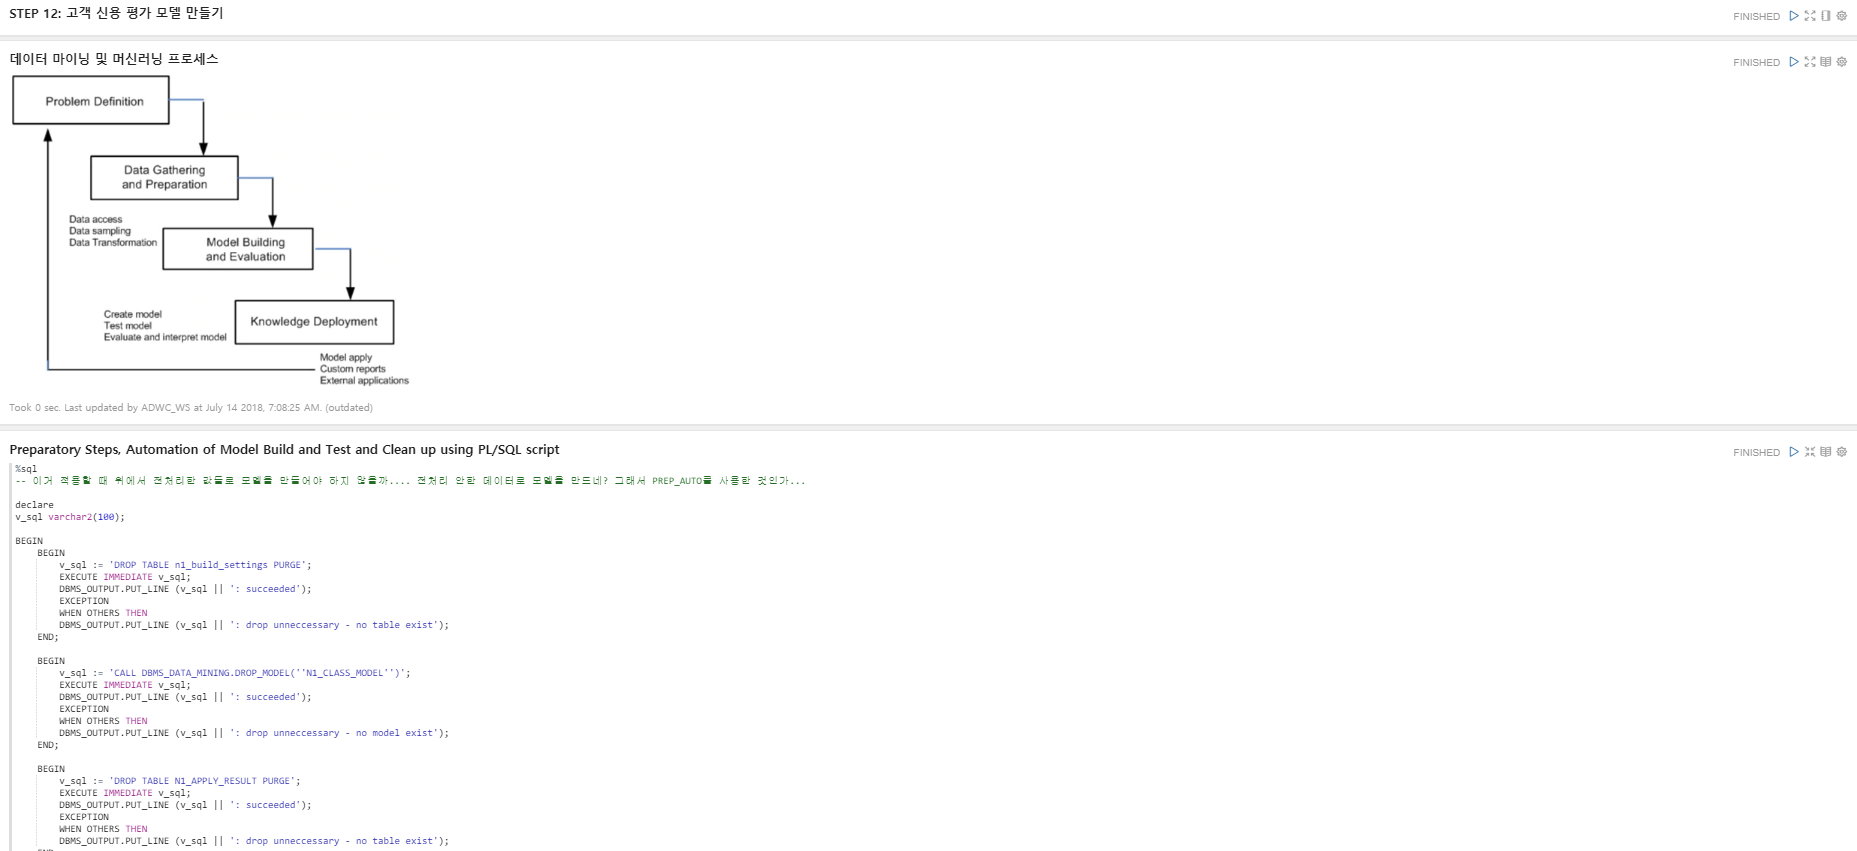 STEP 12: 고객 신용 평가 모델 만들기
FINISHED
데이터 마이닝 및 머신러닝 프로세스
FINISHED
Problem Definition
Data Gathering
and Preparation
Data access
Data sampling
Data Transformation
Model Building
and Evaluation
Create model
Test model
Evaluate and interpret model
Knowledge Deployment
Model apply
Custom reports
External applications
Took 0 sec. Last updated by ADWC_WS at July 14 2018, 7:08:25 AM. (outdated)
Preparatory Steps, Automation of Model Build and Test and Clean up using PL/SQL script
FINISHED
%sql
-- 이거 적용할 때 위에서 전처리한 값들로 모델을 만들어야 하지 않을까.... 전처리 안한 데이터로 모델을 만드네? 그래서 PREP_AUTO를 사용한 것인가...
declare
v_sql varchar2(100);
BEGIN
BEGIN
v_sql := 'DROP TABLE n1_build_settings PURGE';
EXECUTE IMMEDIATE v_sql;
DBMS_OUTPUT.PUT_LINE (v_sql || ': succeeded');
EXCEPTION
WHEN OTHERS THEN
DBMS_OUTPUT.PUT_LINE (v_sql || ': drop unneccessary - no table exist');
END;
BEGIN
v_sql := 'CALL DBMS_DATA_MINING.DROP_MODEL(''N1_CLASS_MODEL'')';
EXECUTE IMMEDIATE v_sql;
DBMS_OUTPUT.PUT_LINE (v_sql || ': succeeded');
EXCEPTION
WHEN OTHERS THEN
DBMS_OUTPUT.PUT_LINE (v_sql || ': drop unneccessary - no model exist');
END;
BEGIN
v_sql := 'DROP TABLE N1_APPLY_RESULT PURGE';
EXECUTE IMMEDIATE v_sql;
DBMS_OUTPUT.PUT_LINE (v_sql || ': succeeded');
EXCEPTION
WHEN OTHERS THEN
DBMS_OUTPUT.PUT_LINE (v_sql || ': drop unneccessary - no table exist');